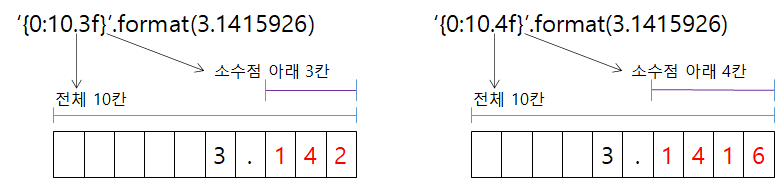 ‘{0:10.3f}’.format(3.1415926)
소수점 아래 3칸
전체 10칸
3 . 1 4 2
‘{0:10.4f}’.format(3.1415926)
소수점 아래 4칸
전체 10칸
3 . 1 4 1 6